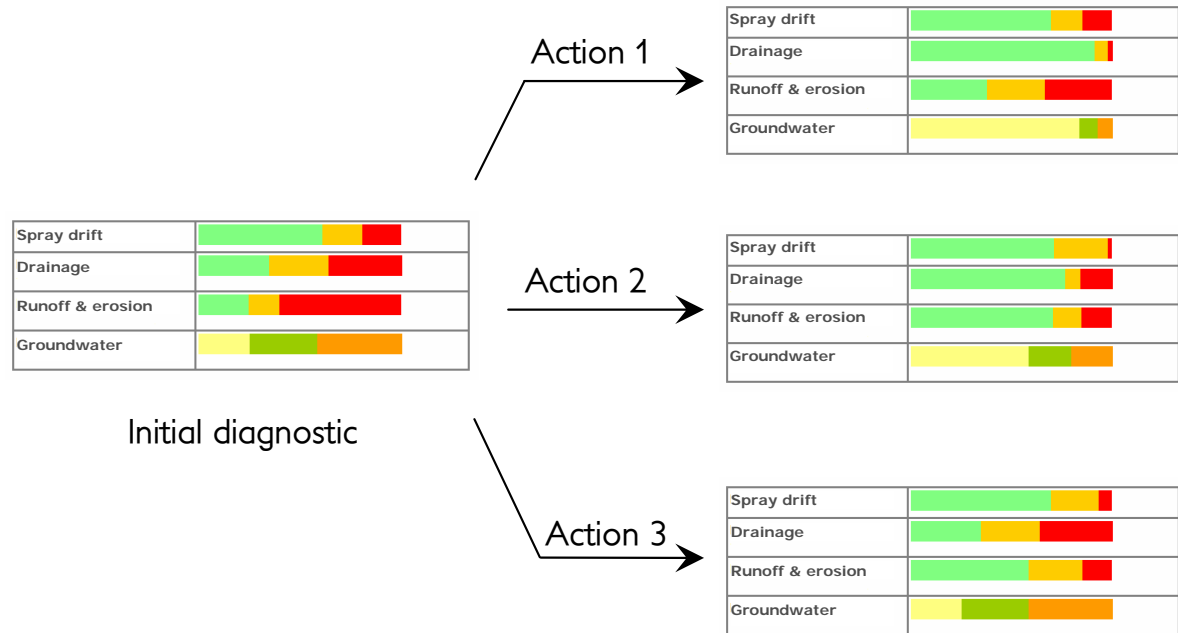 Spray drift
Drainage
Runoff & erosion
Groundwater
Initial diagnostic
Action 1
Spray drift
Drainage
Runoff & erosion
Groundwater
Action 2
Spray drift
Drainage
Runoff & erosion
Groundwater
Action 3
Spray drift
Drainage
Runoff & erosion
Groundwater